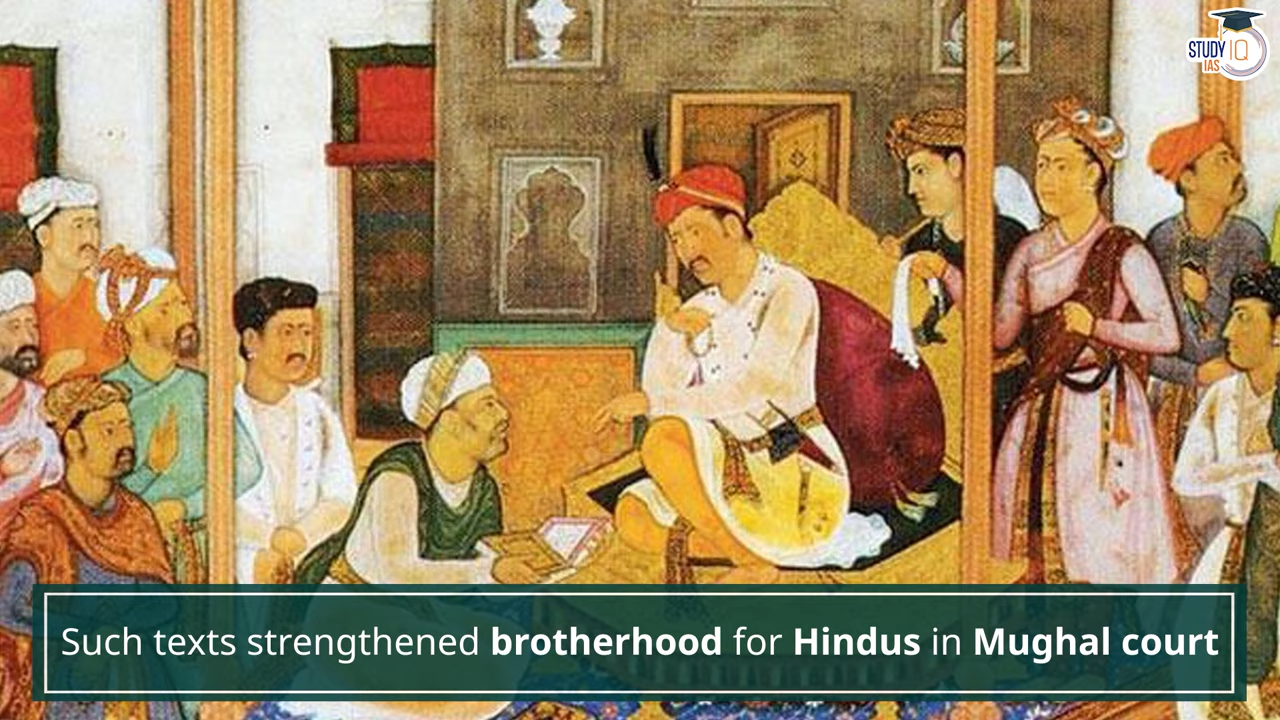 STUDY IQ
IAS
Such texts strengthened brotherhood for Hindus in Mughal court